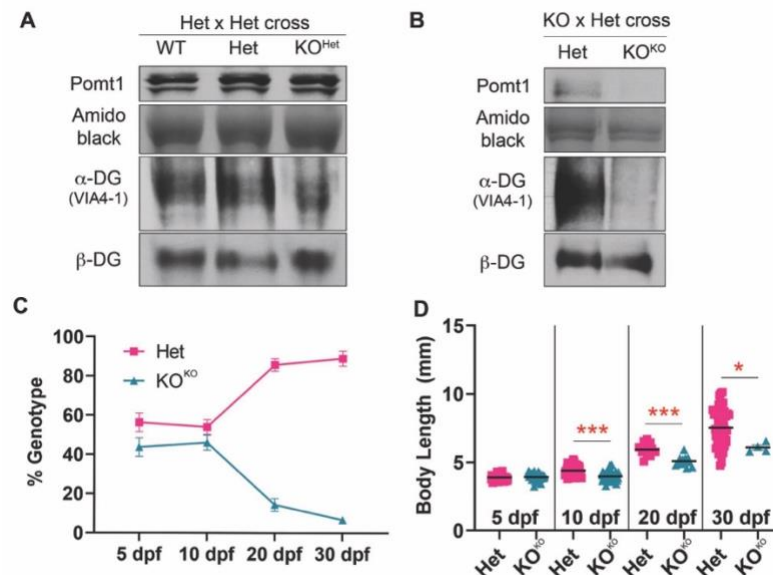 A
Het x Het cross
WT Het KO^Het
Pomt1
Amido
black
α-DG
(VIA4-1)
β-DG
B
KO x Het cross
Het KO^KO
Pomt1
Amido
black
α-DG
(VIA4-1)
β-DG
C
100
80
60
40
20
0
% Genotype
Het
KO^KO
5 dpf 10 dpf 20 dpf 30 dpf
D
15
10
5
0
Body Length (mm)
*** *** *
5 dpf 10 dpf 20 dpf 30 dpf
Het KO^KO Het KO^KO Het KO^KO Het KO^KO